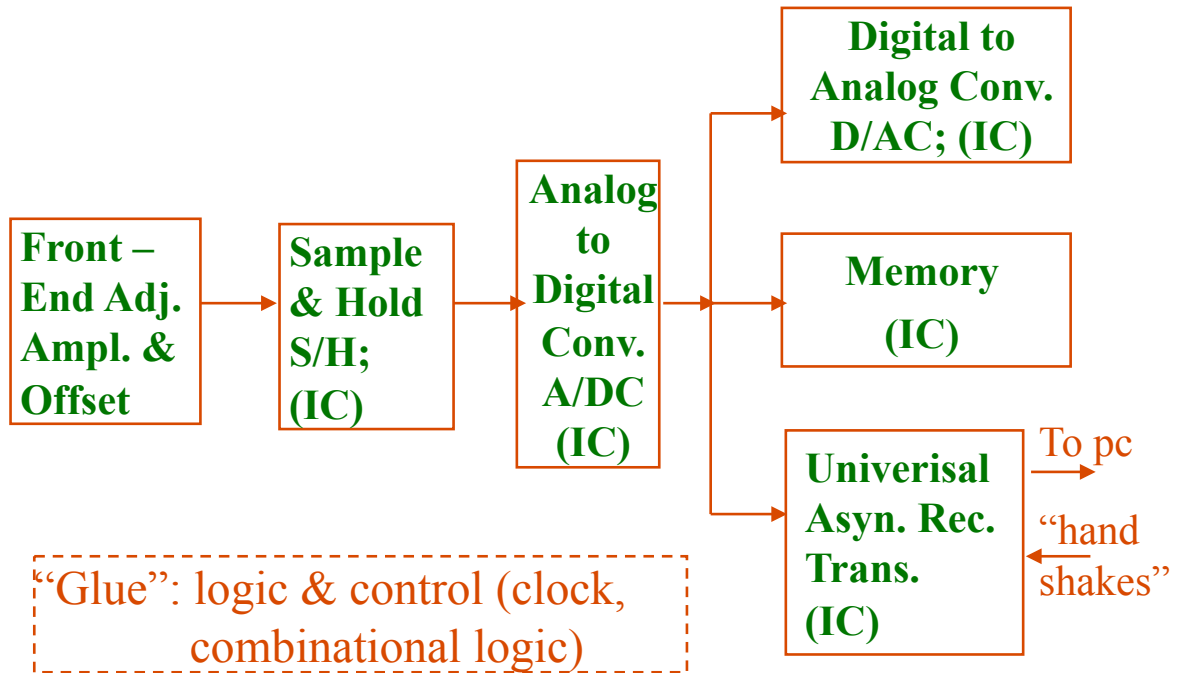 Front –
End Adj.
Ampl. &
Offset
Sample
& Hold
S/H;
(IC)
Analog
to
Digital
Conv.
A/DC
(IC)
Digital to
Analog Conv.
D/AC; (IC)
Memory
(IC)
Univerisal
Asyn. Rec.
Trans.
(IC)
To pc
“hand
shakes”
“Glue”: logic & control (clock,
combinational logic)